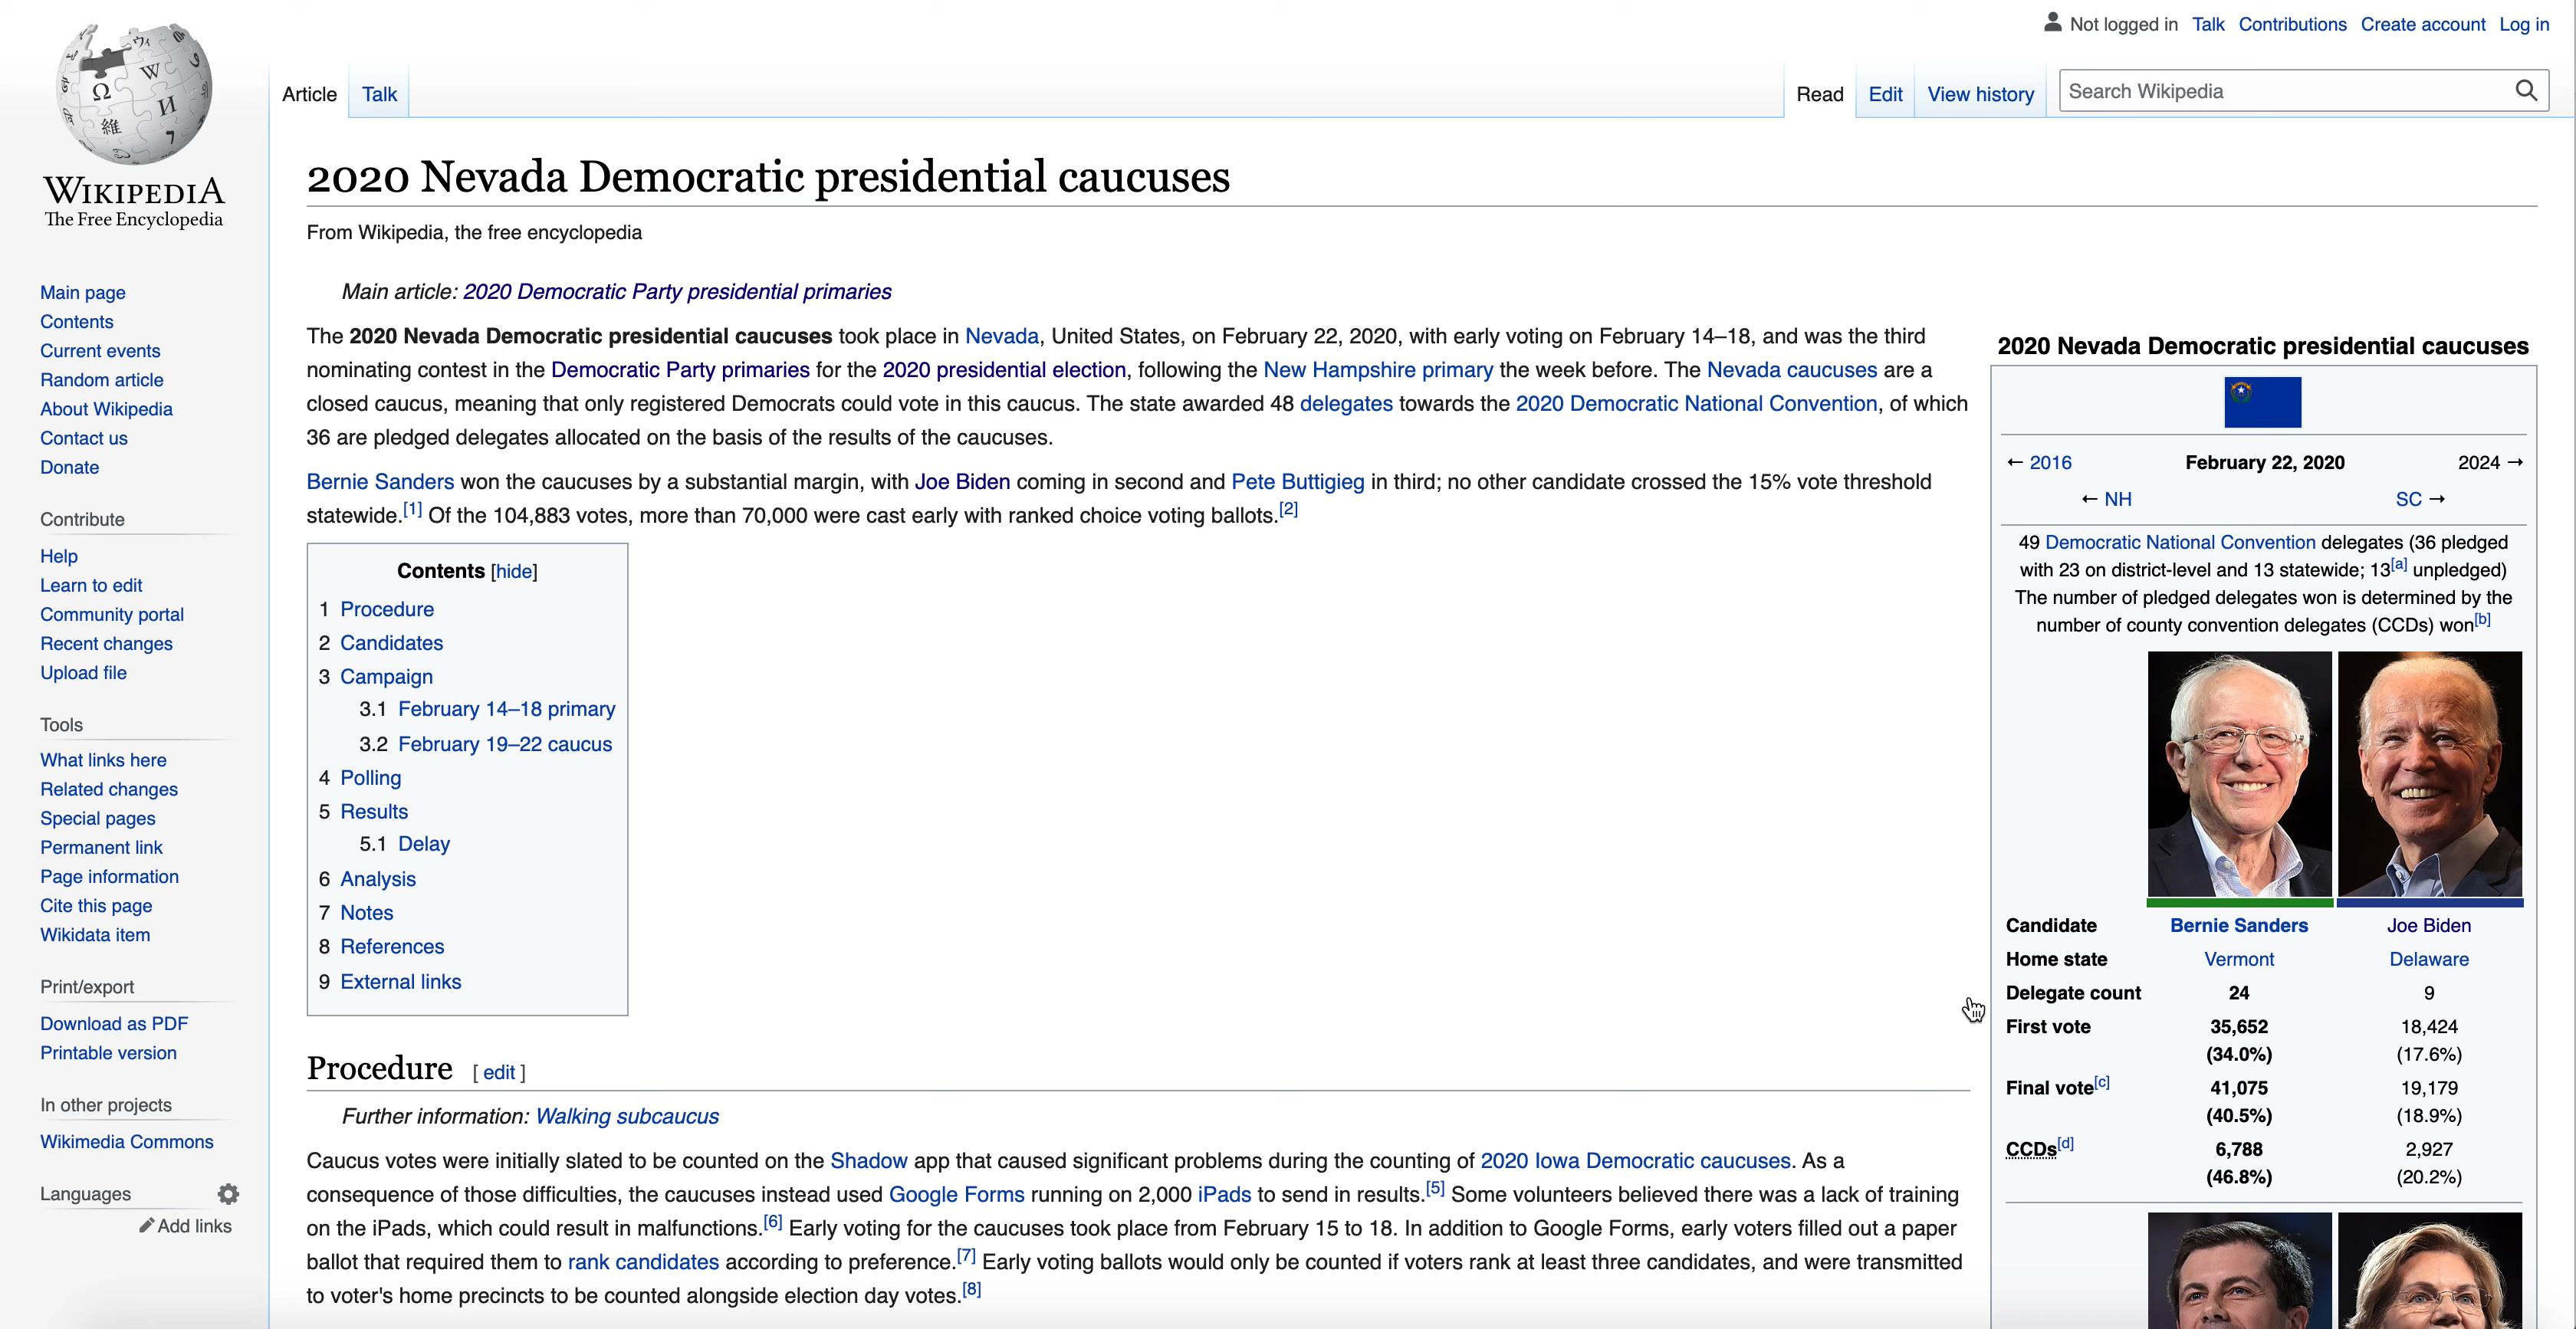 Not logged in Talk Contributions Create account Log in
Article Talk Read Edit View history Search Wikipedia
Ω W И 維 ウィ 7
WIKIPEDIA
The Free Encyclopedia
Main page
Contents
Current events
Random article
About Wikipedia
Contact us
Donate
Contribute
Help
Learn to edit
Community portal
Recent changes
Upload file
Tools
What links here
Related changes
Special pages
Permanent link
Page information
Cite this page
Wikidata item
Print/export
Download as PDF
Printable version
In other projects
Wikimedia Commons
Languages
Add links
2020 Nevada Democratic presidential caucuses
From Wikipedia, the free encyclopedia
Main article: 2020 Democratic Party presidential primaries
The 2020 Nevada Democratic presidential caucuses took place in Nevada, United States, on February 22, 2020, with early voting on February 14–18, and was the third
nominating contest in the Democratic Party primaries for the 2020 presidential election, following the New Hampshire primary the week before. The Nevada caucuses are a
closed caucus, meaning that only registered Democrats could vote in this caucus. The state awarded 48 delegates towards the 2020 Democratic National Convention, of which
36 are pledged delegates allocated on the basis of the results of the caucuses.
Bernie Sanders won the caucuses by a substantial margin, with Joe Biden coming in second and Pete Buttigieg in third; no other candidate crossed the 15% vote threshold
statewide.[1] Of the 104,883 votes, more than 70,000 were cast early with ranked choice voting ballots.[2]
Contents [hide]
1 Procedure
2 Candidates
3 Campaign
3.1 February 14–18 primary
3.2 February 19–22 caucus
4 Polling
5 Results
5.1 Delay
6 Analysis
7 Notes
8 References
9 External links
Procedure [ edit ]
Further information: Walking subcaucus
Caucus votes were initially slated to be counted on the Shadow app that caused significant problems during the counting of 2020 Iowa Democratic caucuses. As a
consequence of those difficulties, the caucuses instead used Google Forms running on 2,000 iPads to send in results.[5] Some volunteers believed there was a lack of training
on the iPads, which could result in malfunctions.[6] Early voting for the caucuses took place from February 15 to 18. In addition to Google Forms, early voters filled out a paper
ballot that required them to rank candidates according to preference.[7] Early voting ballots would only be counted if voters rank at least three candidates, and were transmitted
to voter's home precincts to be counted alongside election day votes.[8]
2020 Nevada Democratic presidential caucuses
← 2016 February 22, 2020 2024 →
← NH SC →
49 Democratic National Convention delegates (36 pledged
with 23 on district-level and 13 statewide; 13[a] unpledged)
The number of pledged delegates won is determined by the
number of county convention delegates (CCDs) won[b]
Candidate Bernie Sanders Joe Biden
Home state Vermont Delaware
Delegate count 24 9
First vote 35,652 18,424
(34.0%) (17.6%)
Final vote[c] 41,075 19,179
(40.5%) (18.9%)
CCDs[d] 6,788 2,927
(46.8%) (20.2%)